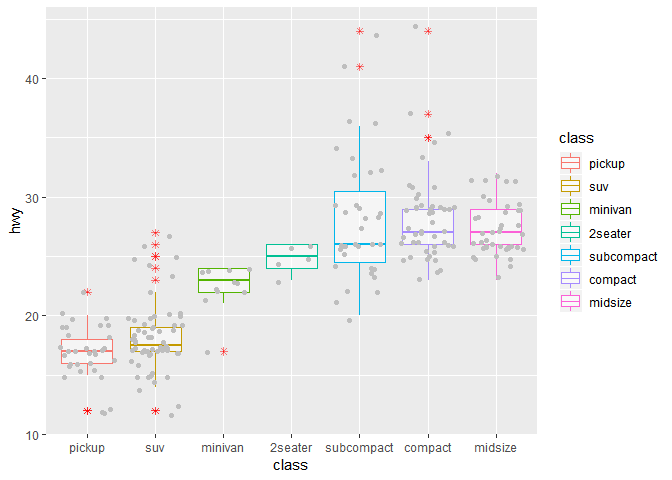 hwy
40
30
20
10
pickup suv minivan 2seater subcompact compact midsize
class
class
pickup
suv
minivan
2seater
subcompact
compact
midsize